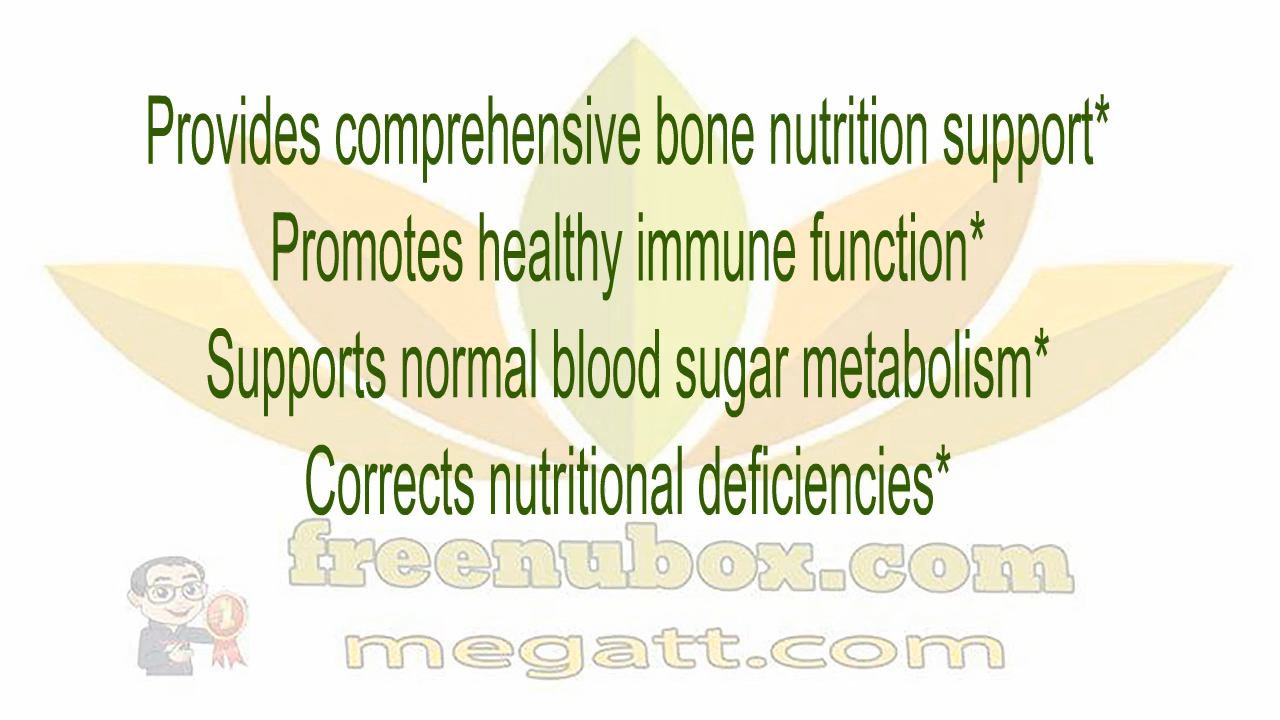 Provides comprehensive bone nutrition support*
Promotes healthy immune function*
Supports normal blood sugar metabolism*
Corrects nutritional deficiencies*
freenubox.com
1
megatt.com